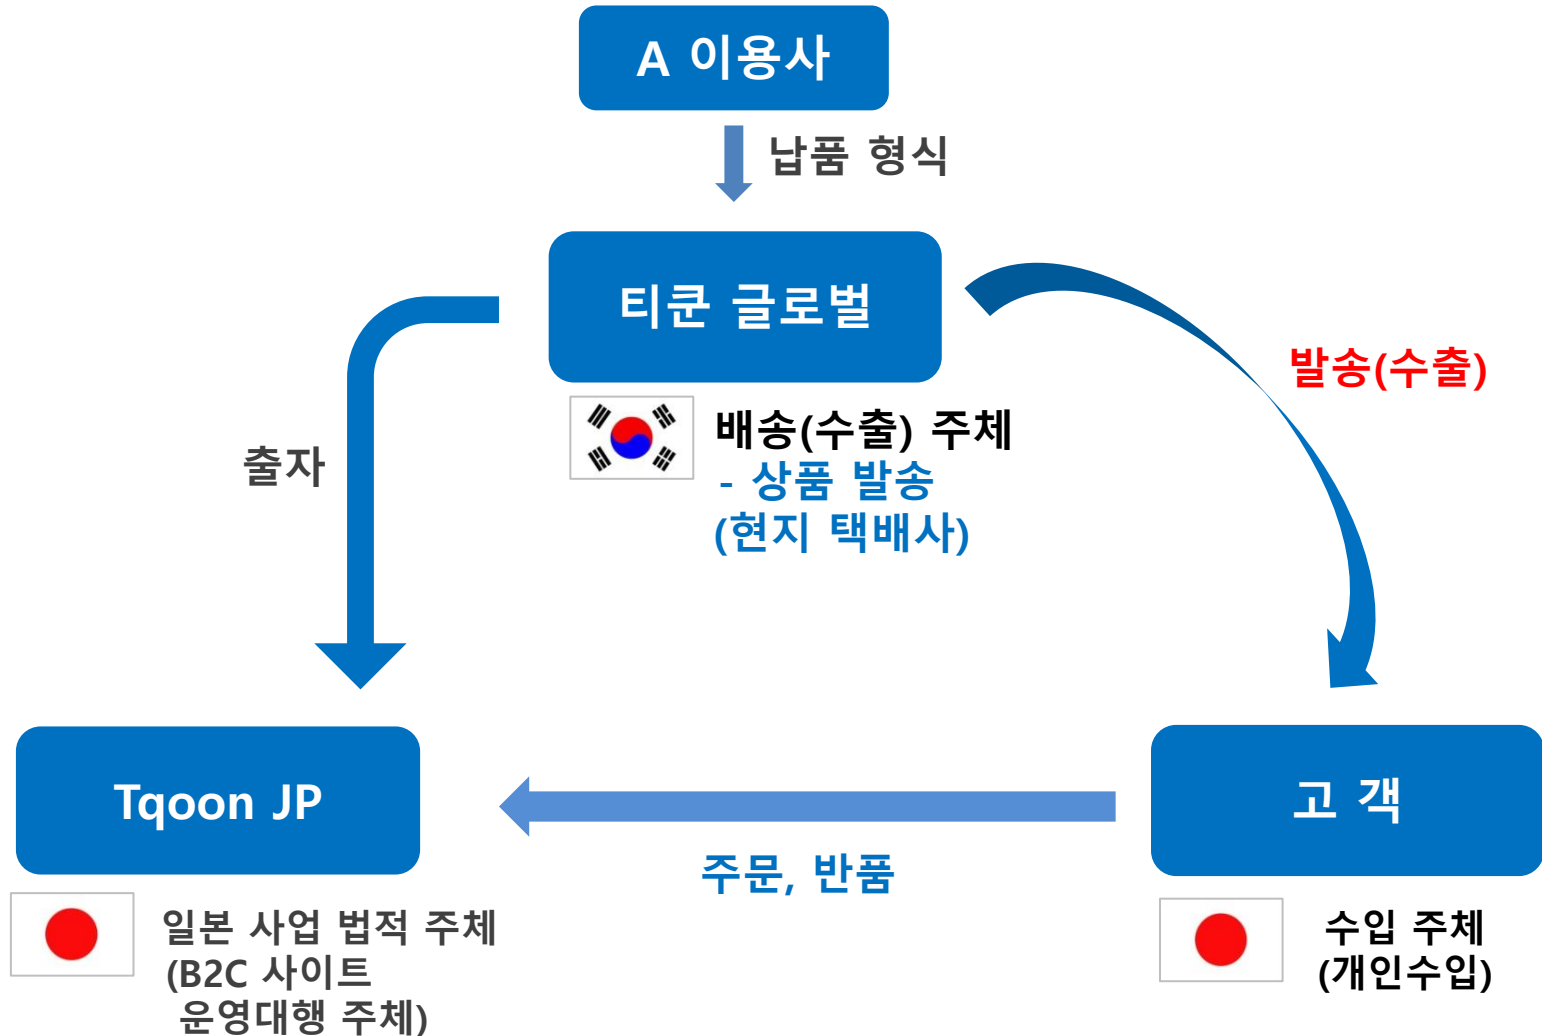 A 이용사
납품 형식
티쿤 글로벌
발송(수출)
배송(수출) 주체
- 상품 발송
(현지 택배사)
출자
Tqoon JP
고 객
주문, 반품
일본 사업 법적 주체
(B2C 사이트
운영대행 주체)
수입 주체
(개인수입)